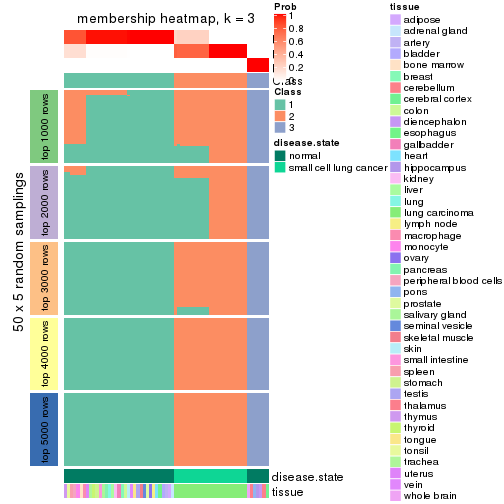 membership heatmap, k = 3
50 x 5 random samplings
top 1000 rows
top 2000 rows
top 3000 rows
top 4000 rows
top 5000 rows
Class
disease.state
tissue
Prob
1
0.8
0.6
0.4
0.2
0
Class
1
2
3
disease.state
normal
small cell lung cancer
tissue
adipose
adrenal gland
artery
bladder
bone marrow
breast
cerebellum
cerebral cortex
colon
diencephalon
esophagus
gallbladder
heart
hippocampus
kidney
liver
lung
lung carcinoma
lymph node
macrophage
monocyte
ovary
pancreas
peripheral blood cells
pons
prostate
salivary gland
seminal vesicle
skeletal muscle
skin
small intestine
spleen
stomach
testis
thalamus
thymus
thyroid
tongue
tonsil
trachea
uterus
vein
whole brain